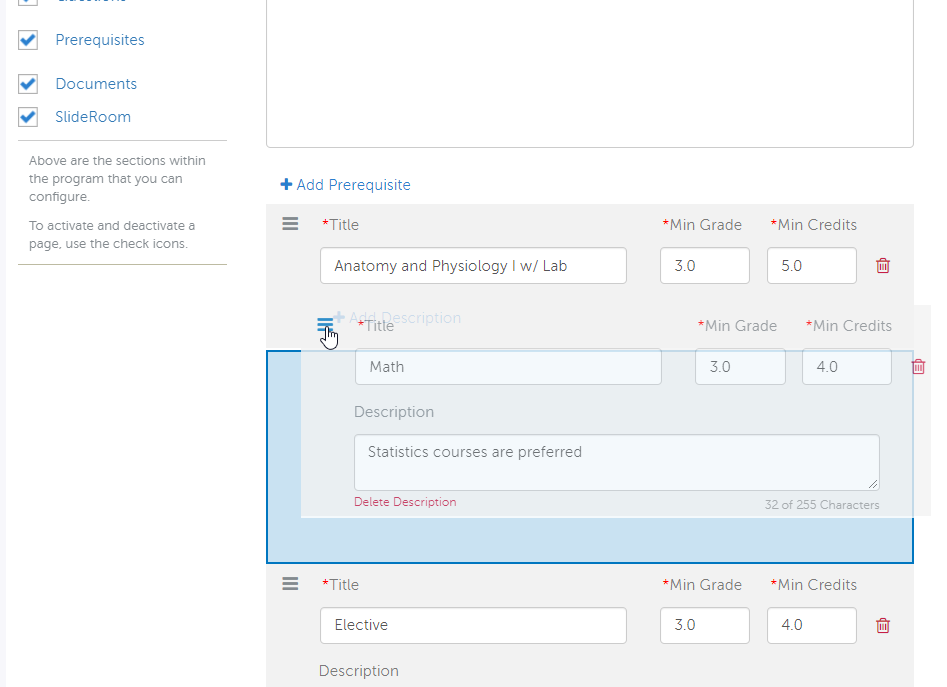 Questions
Prerequisites
Documents
SlideRoom
Above are the sections within
the program that you can
configure.
To activate and deactivate a
page, use the check icons.
+ Add Prerequisite
*Title *Min Grade *Min Credits
Anatomy and Physiology I w/ Lab 3.0 5.0
+ Add Description
*Title *Min Grade *Min Credits
Math 3.0 4.0
Description
Statistics courses are preferred
Delete Description 32 of 255 Characters
*Title *Min Grade *Min Credits
Elective 3.0 4.0
Description